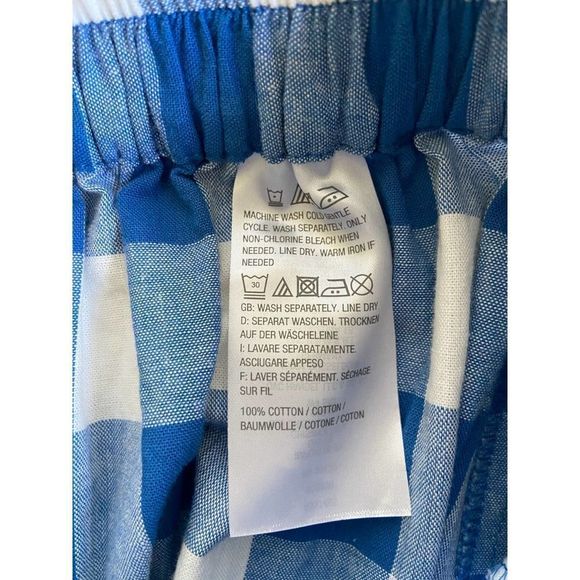 MACHINE WASH COLD GENTLE
CYCLE. WASH SEPARATELY. ONLY
NON-CHLORINE BLEACH WHEN
NEEDED. LINE DRY. WARM IRON IF
NEEDED
30
GB: WASH SEPARATELY. LINE DRY
D: SEPARAT WASCHEN. TROCKNEN
AUF DER WÄSCHELEINE
I: LAVARE SEPARATAMENTE.
ASCIUGARE APPESO
F: LAVER SÉPARÉMENT. SÉCHAGE
SUR FIL
100% COTTON / COTTON /
BAUMWOLLE / COTONE / COTON